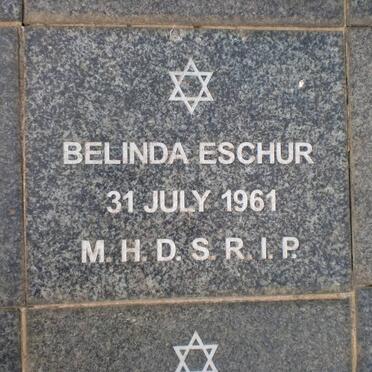 BELINDA ESCHUR
31 JULY 1961
M. H. D. S. R. I. P.